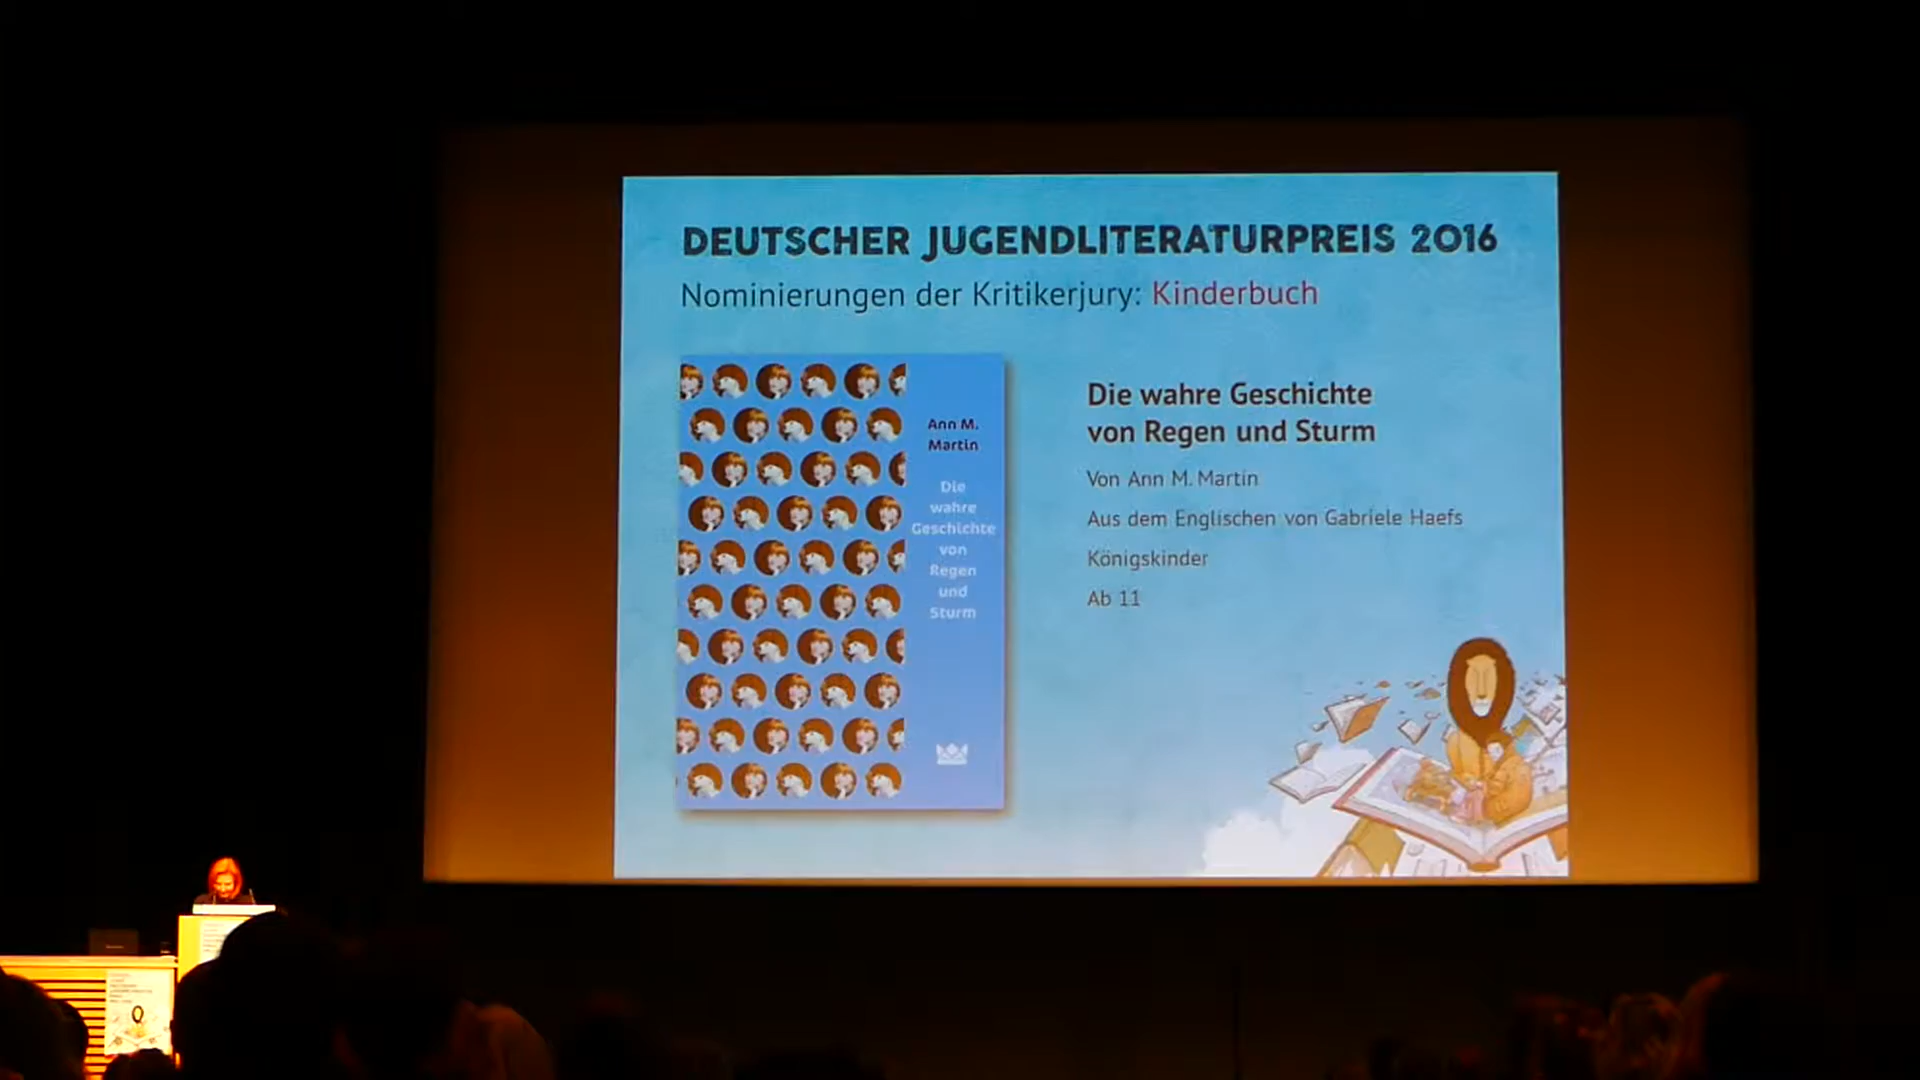 DEUTSCHER JUGENDLITERATURPREIS 2016
Nominierungen der Kritikerjury: Kinderbuch
Ann M.
Martin
Die
wahre
Geschichte
von
Regen
und
Sturm
Die wahre Geschichte
von Regen und Sturm
Von Ann M. Martin
Aus dem Englischen von Gabriele Haefs
Königskinder
Ab 11